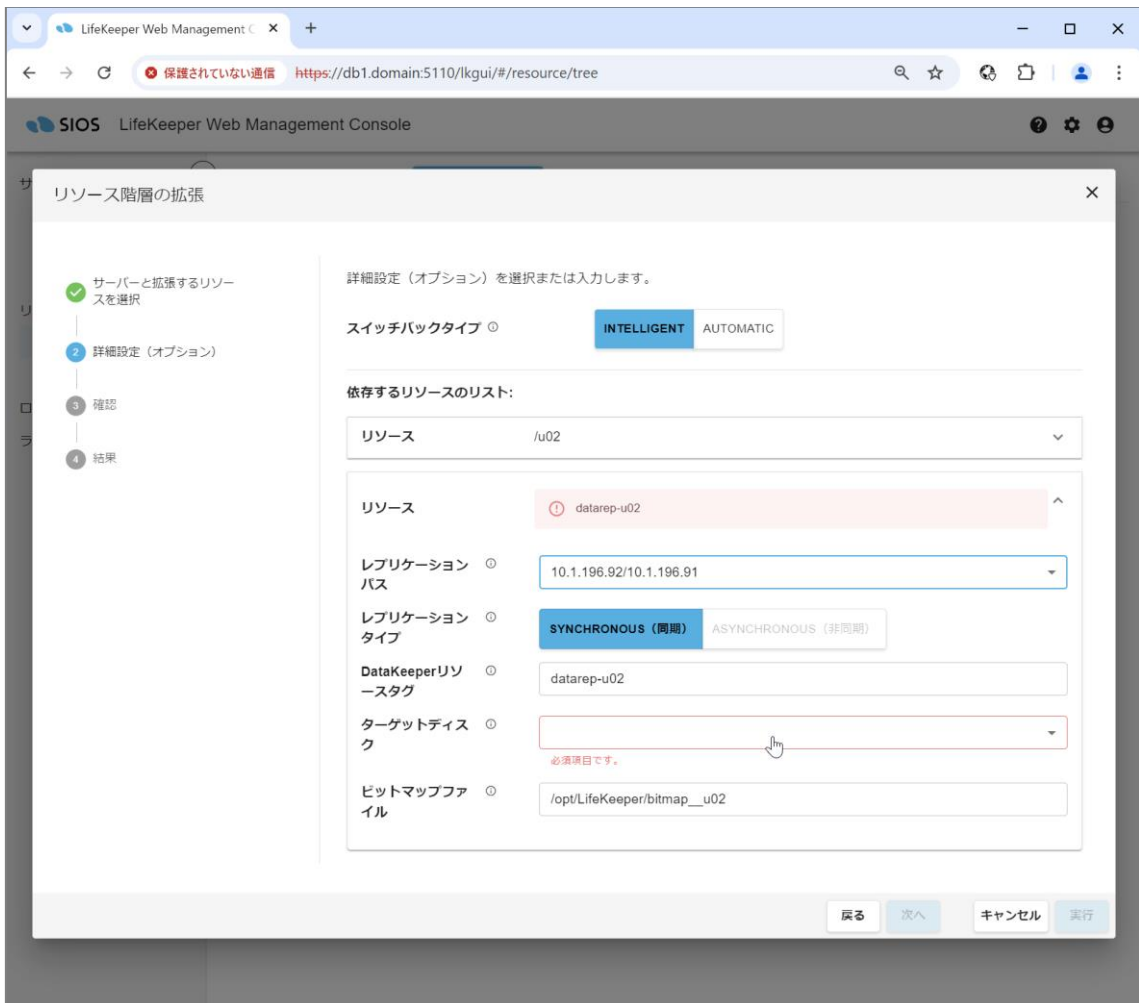 LifeKeeper Web Management C
保護されていない通信 https://db1.domain:5110/lkgui/#/resource/tree
SIOS LifeKeeper Web Management Console
サ
リソース階層の拡張
サーバーと拡張するリソー
スを選択
2 詳細設定（オプション）
3 確認
4 結果
リ
ロ
ラ
詳細設定（オプション）を選択または入力します。
スイッチバックタイプ INTELLIGENT AUTOMATIC
依存するリソースのリスト:
リソース /u02
リソース datarep-u02
レプリケーション
パス
10.1.196.92/10.1.196.91
レプリケーション
タイプ
SYNCHRONOUS（同期） ASYNCHRONOUS（非同期）
DataKeeperリソ
ースタグ
datarep-u02
ターゲットディス
ク
必須項目です。
ビットマップファ
イル
/opt/LifeKeeper/bitmap__u02
戻る 次へ キャンセル 実行